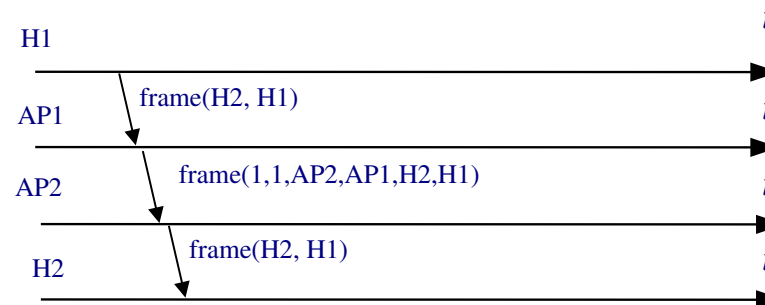 H1
frame(H2, H1)
AP1
frame(1,1,AP2,AP1,H2,H1)
AP2
frame(H2, H1)
H2